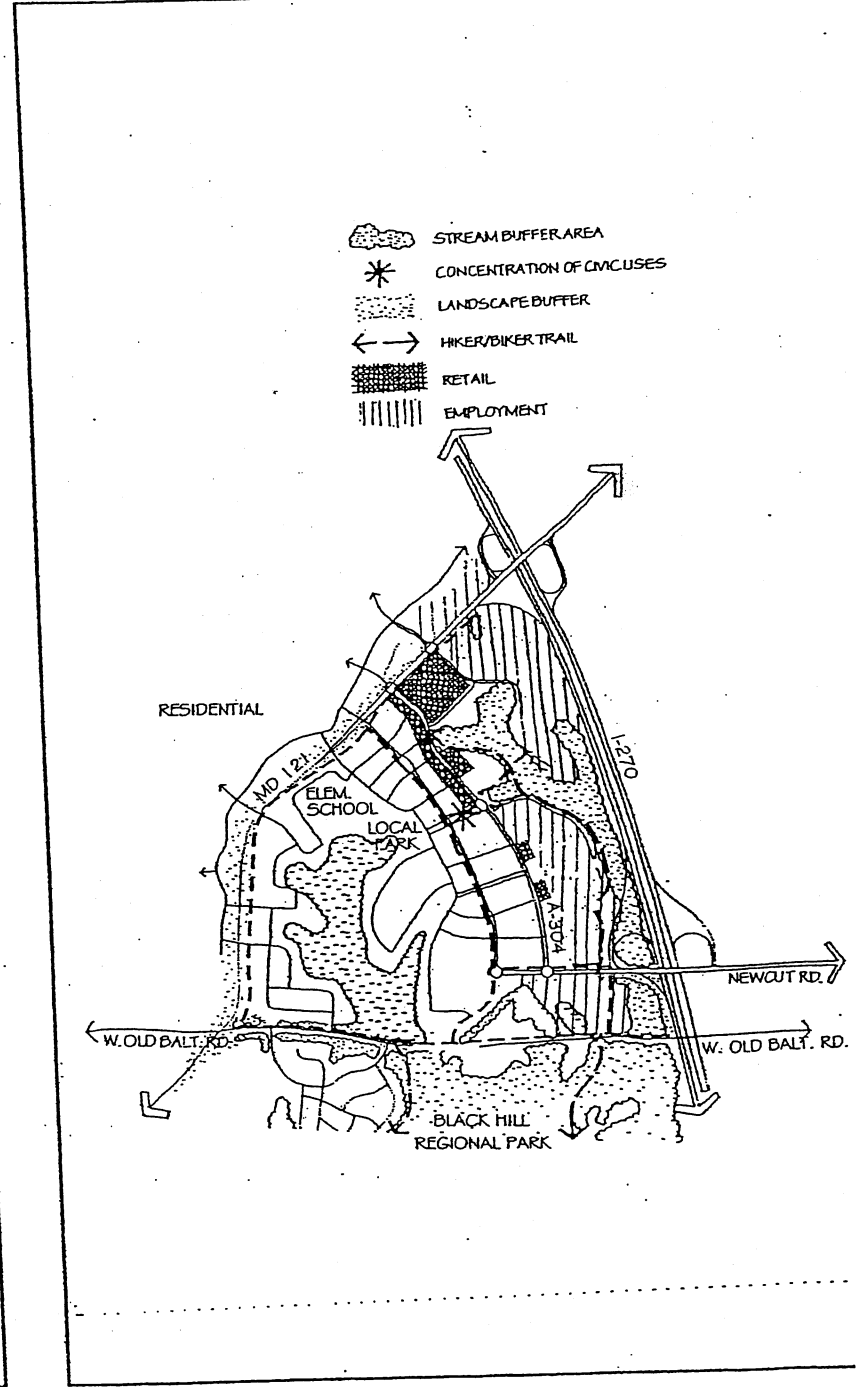 STREAM BUFFER AREA
CONCENTRATION OF CIVIC USES
LANDSCAPE BUFFER
HIKER/BIKER TRAIL
RETAIL
EMPLOYMENT
I-270
RESIDENTIAL
MD 121
ELEM.
SCHOOL
LOCAL
PARK
A-304
NEWCUT RD.
W. OLD BALT. RD.
W. OLD BALT. RD.
BLACK HILL
REGIONAL PARK